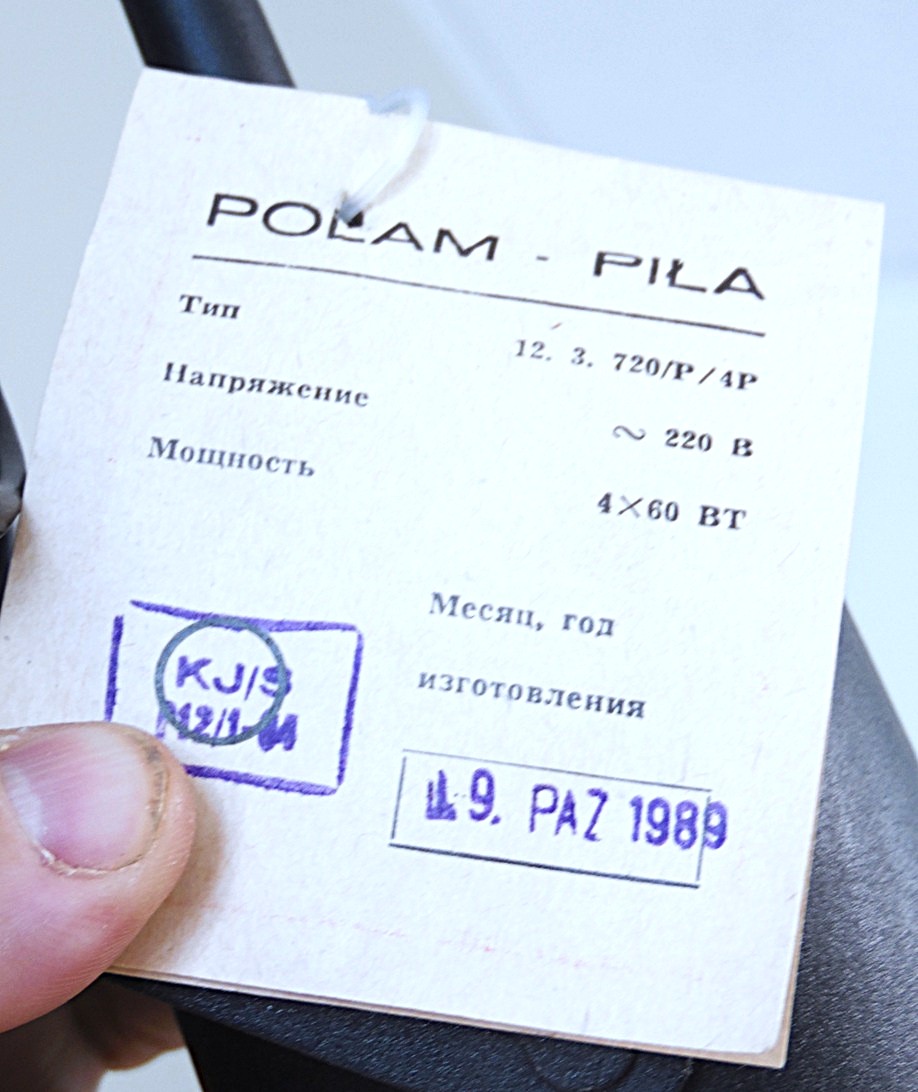 POLAM - PIŁA
Тип
12. 3. 720/Р/4Р
Напряжение
~ 220 В
Мощность
4×60 ВТ
Месяц, год
изготовления
KJ/S
9. PAZ 1989